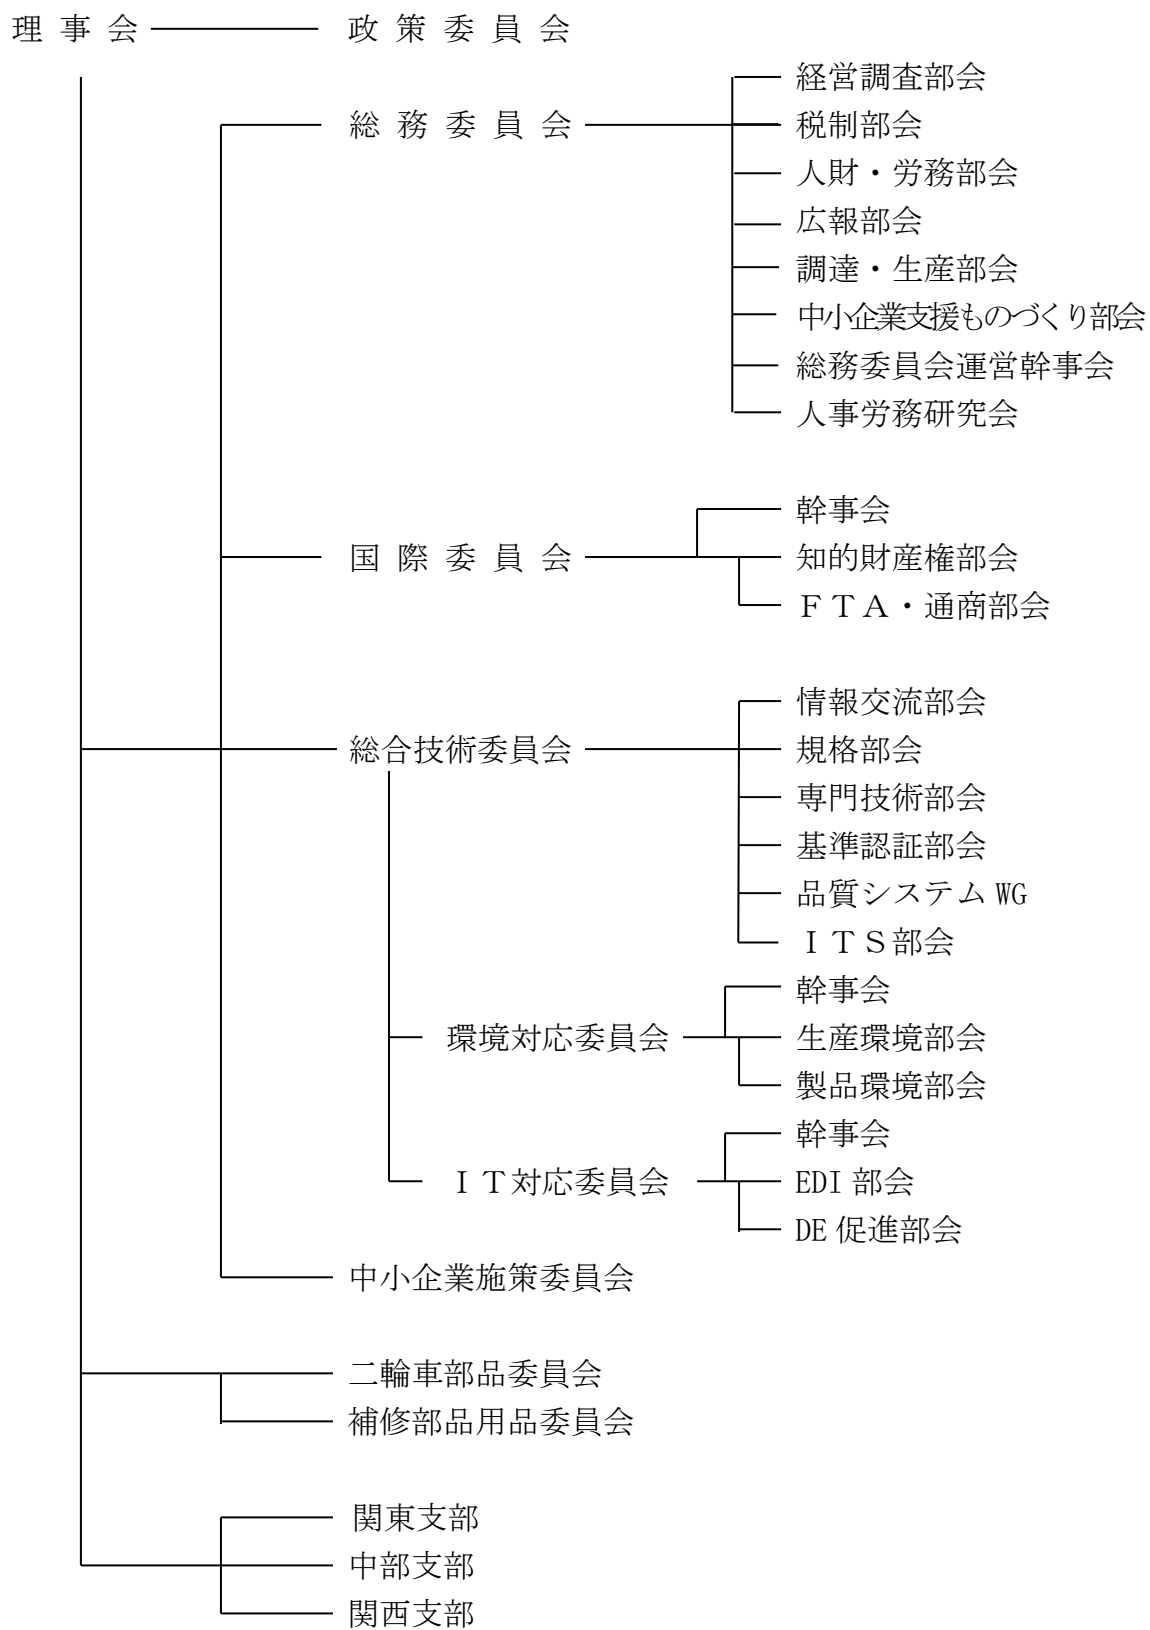 理事会 政策委員会
経営調査部会
総務委員会 税制部会
人財・労務部会
広報部会
調達・生産部会
中小企業支援ものづくり部会
総務委員会運営幹事会
人事労務研究会
幹事会
国際委員会 知的財産権部会
ＦＴＡ・通商部会
情報交流部会
総合技術委員会 規格部会
専門技術部会
基準認証部会
品質システム WG
ＩＴＳ部会
幹事会
環境対応委員会 生産環境部会
製品環境部会
幹事会
ＩＴ対応委員会 EDI 部会
DE 促進部会
中小企業施策委員会
二輪車部品委員会
補修部品用品委員会
関東支部
中部支部
関西支部